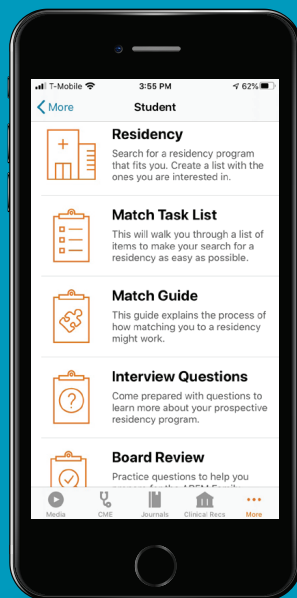 T-Mobile 3:55 PM 62%
More Student
Residency
Search for a residency program
that fits you. Create a list with the
ones you are interested in.
Match Task List
This will walk you through a list of
items to make your search for a
residency as easy as possible.
Match Guide
This guide explains the process of
how matching you to a residency
might work.
Interview Questions
Come prepared with questions to
learn more about your prospective
residency program.
Board Review
Practice questions to help you
Media CME Journals Clinical Recs More